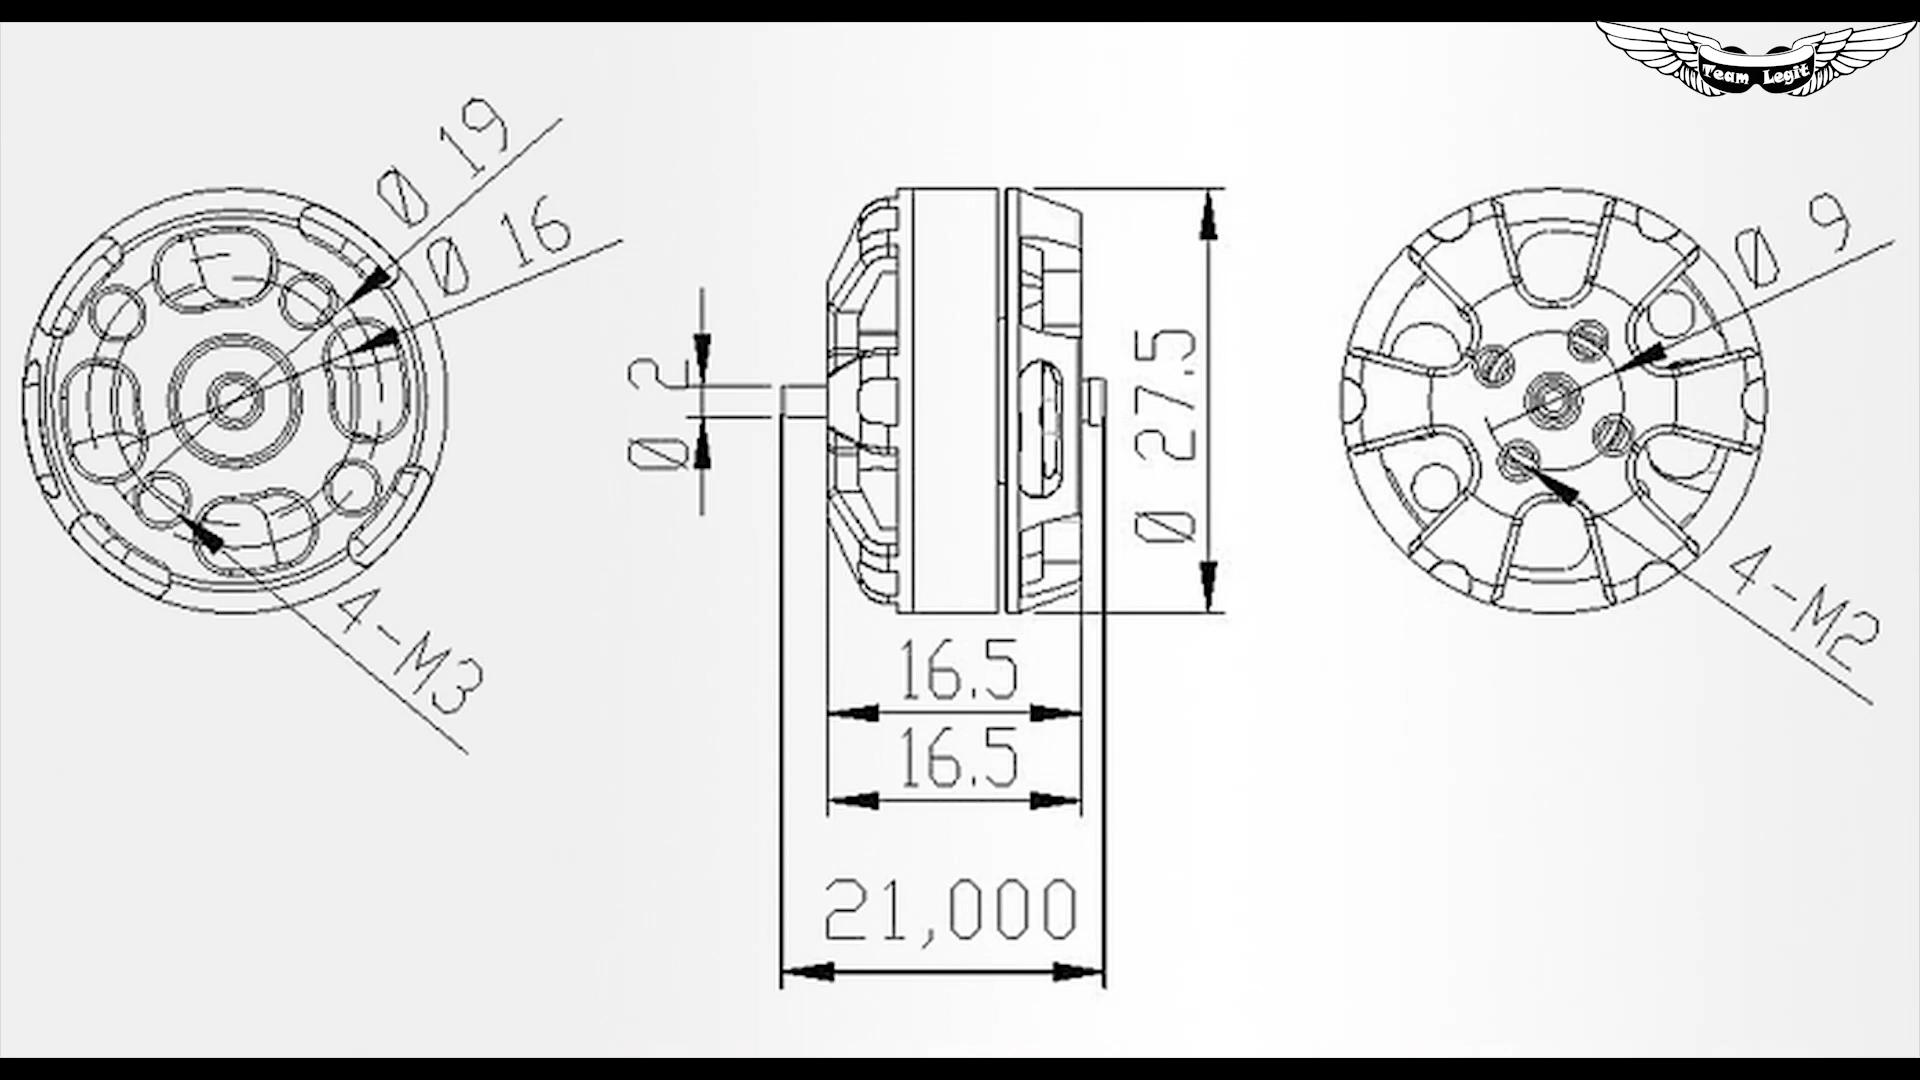 Team Legit
Ø 19
Ø 16
4-M3
Ø 2
Ø 27.5
16.5
16.5
21,000
Ø 9
4-M2